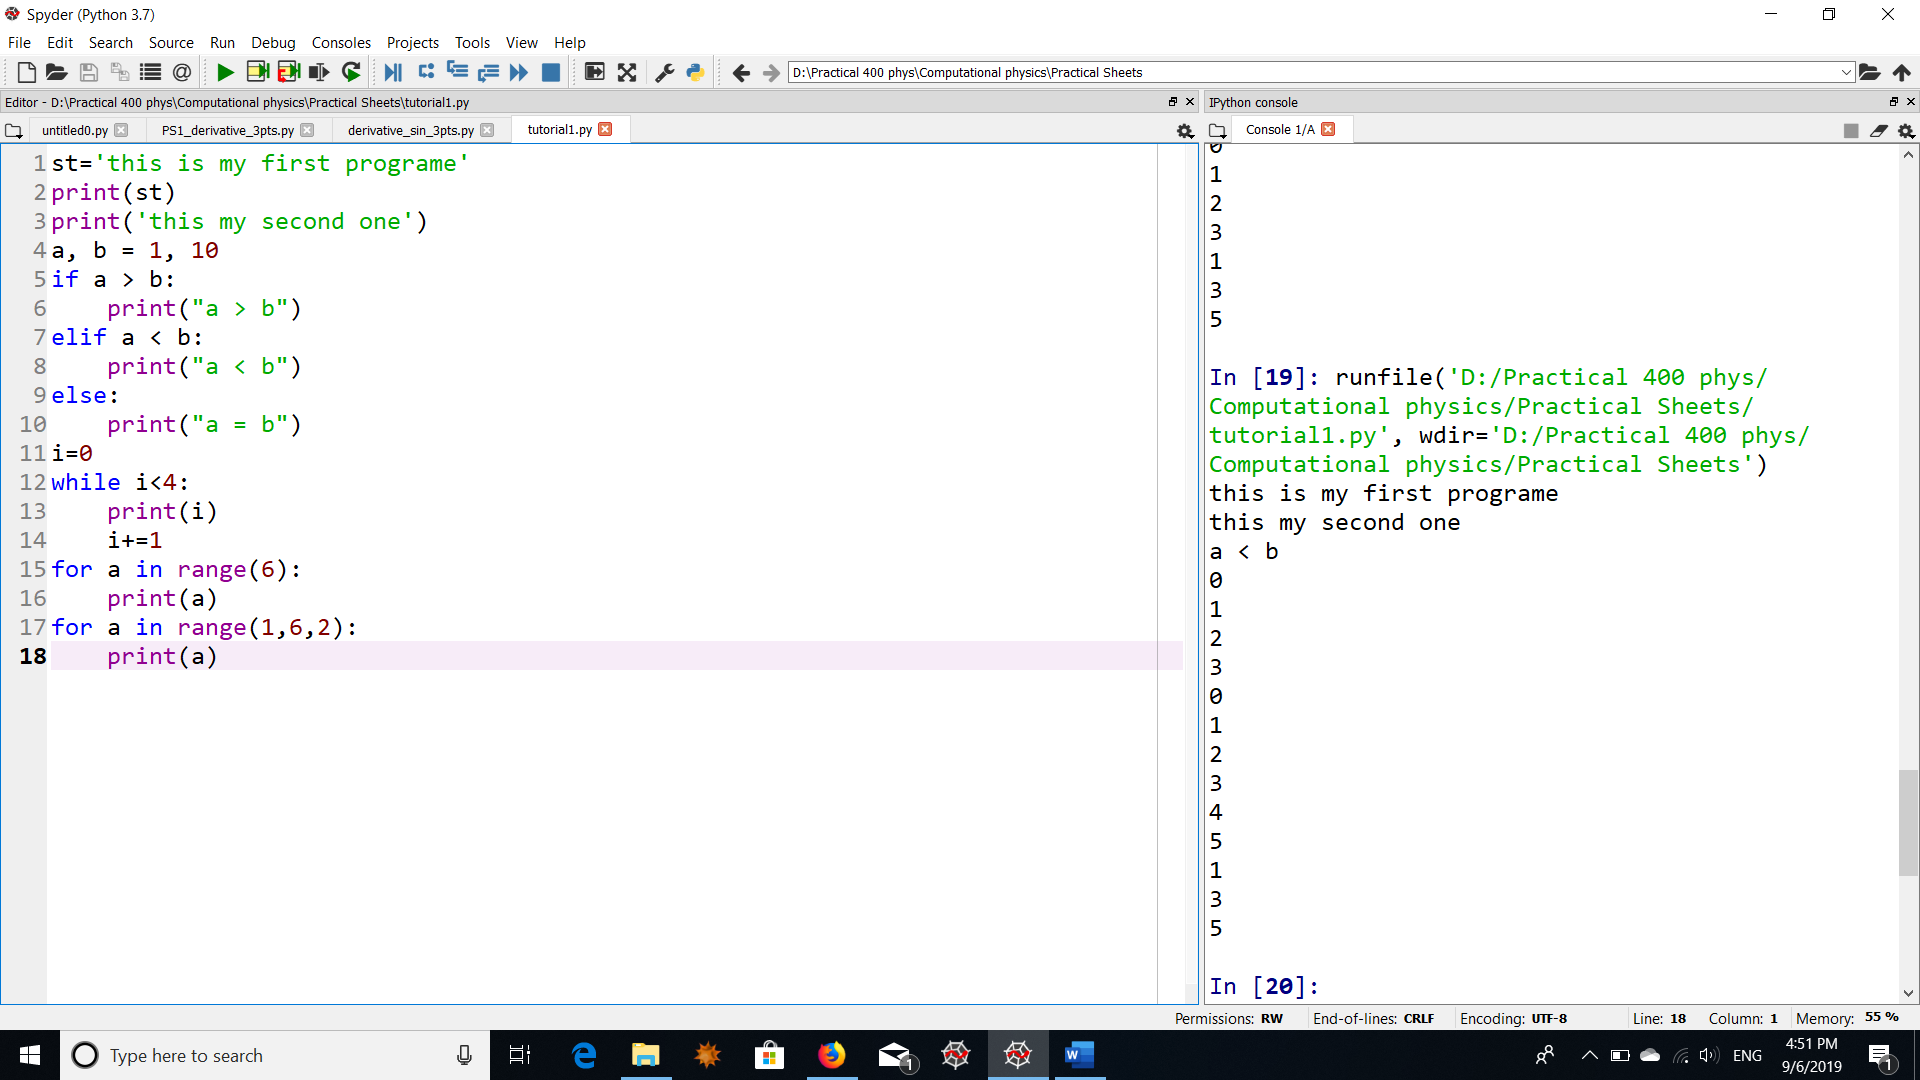 Spyder (Python 3.7)
File Edit Search Source Run Debug Consoles Projects Tools View Help
D:\Practical 400 phys\Computational physics\Practical Sheets
Editor - D:\Practical 400 phys\Computational physics\Practical Sheets\tutorial1.py
untitled0.py PS1_derivative_3pts.py derivative_sin_3pts.py tutorial1.py
1 st='this is my first programe'
2 print(st)
3 print('this my second one')
4 a, b = 1, 10
5 if a > b:
6     print("a > b")
7 elif a < b:
8     print("a < b")
9 else:
10     print("a = b")
11 i=0
12 while i<4:
13     print(i)
14     i+=1
15 for a in range(6):
16     print(a)
17 for a in range(1,6,2):
18     print(a)
IPython console
Console 1/A
0
1
2
3
1
3
5
In [19]: runfile('D:/Practical 400 phys/
Computational physics/Practical Sheets/
tutorial1.py', wdir='D:/Practical 400 phys/
Computational physics/Practical Sheets')
this is my first programe
this my second one
a < b
0
1
2
3
0
1
2
3
4
5
1
3
5
In [20]:
Permissions: RW End-of-lines: CRLF Encoding: UTF-8 Line: 18 Column: 1 Memory: 55 %
Type here to search
1
ENG
4:51 PM
9/6/2019
1